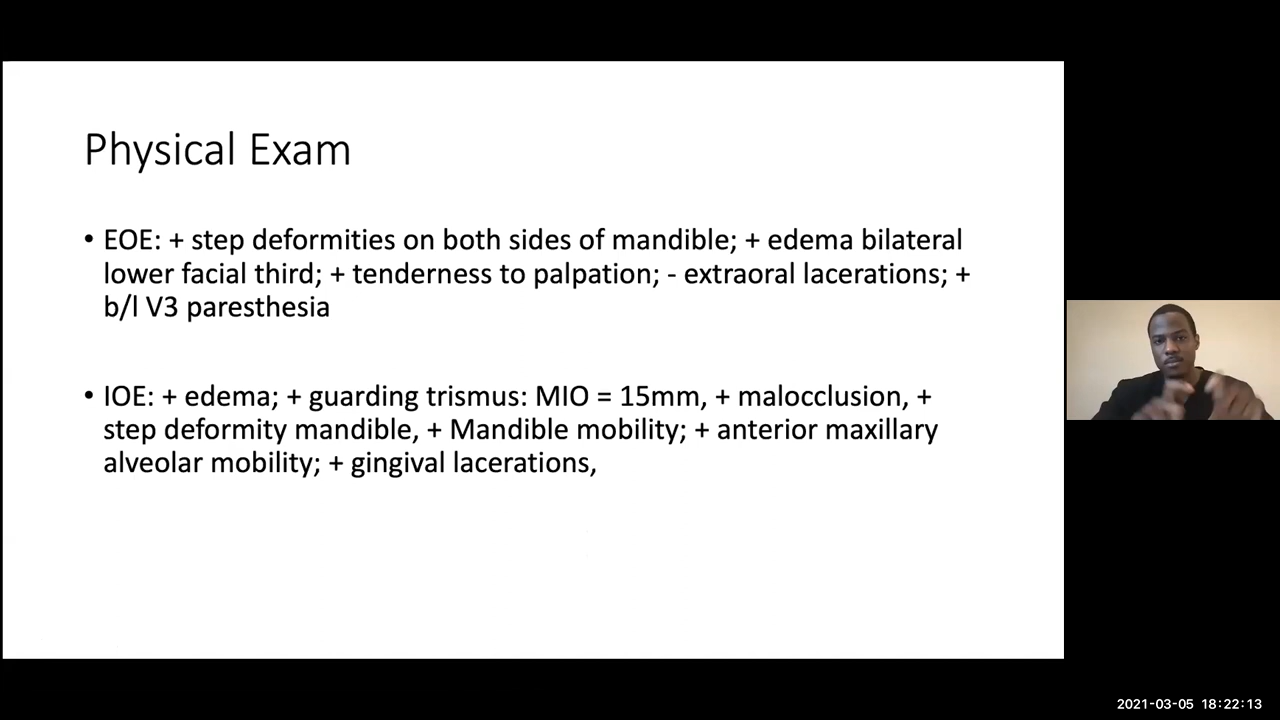 Physical Exam
• EOE: + step deformities on both sides of mandible; + edema bilateral
lower facial third; + tenderness to palpation; - extraoral lacerations; +
b/l V3 paresthesia
• IOE: + edema; + guarding trismus: MIO = 15mm, + malocclusion, +
step deformity mandible, + Mandible mobility; + anterior maxillary
alveolar mobility; + gingival lacerations,
2021-03-05 18:22:13